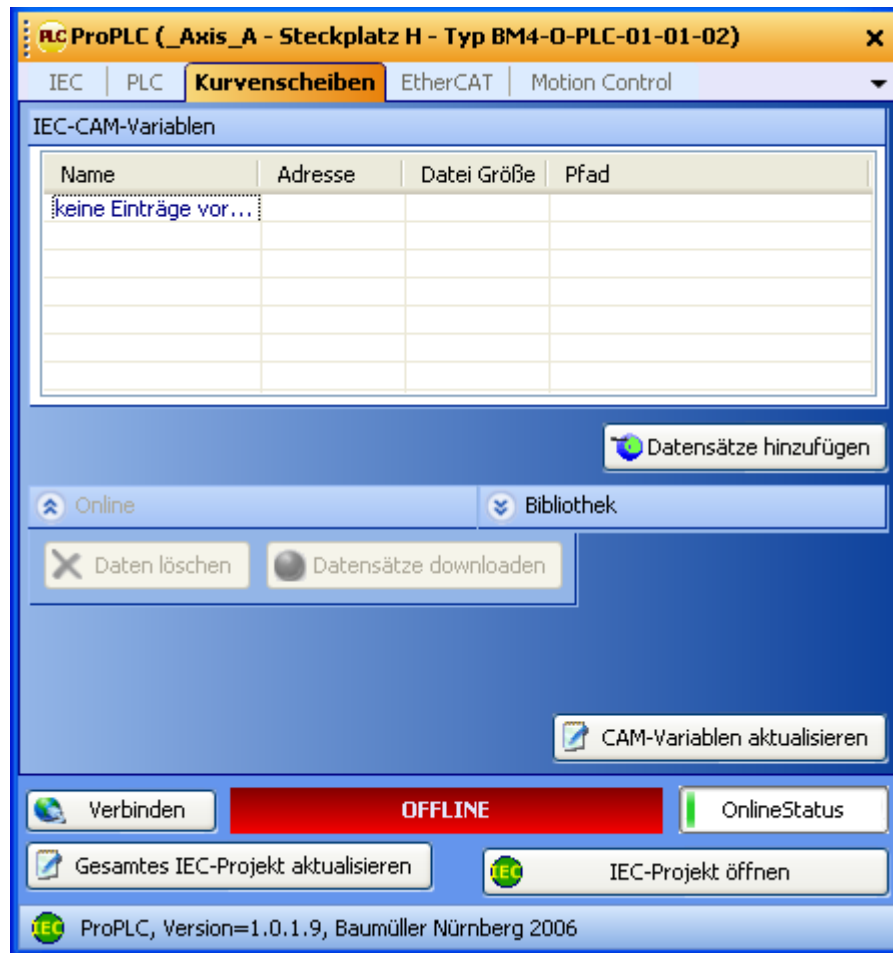 PLC ProPLC (_Axis_A - Steckplatz H - Typ BM4-O-PLC-01-01-02)
IEC PLC Kurvenscheiben EtherCAT Motion Control
IEC-CAM-Variablen
Name Adresse Datei Größe Pfad
keine Einträge vor...
Datensätze hinzufügen
Online Bibliothek
Daten löschen Datensätze downloaden
CAM-Variablen aktualisieren
Verbinden OFFLINE OnlineStatus
Gesamtes IEC-Projekt aktualisieren IEC IEC-Projekt öffnen
IEC ProPLC, Version=1.0.1.9, Baumüller Nürnberg 2006